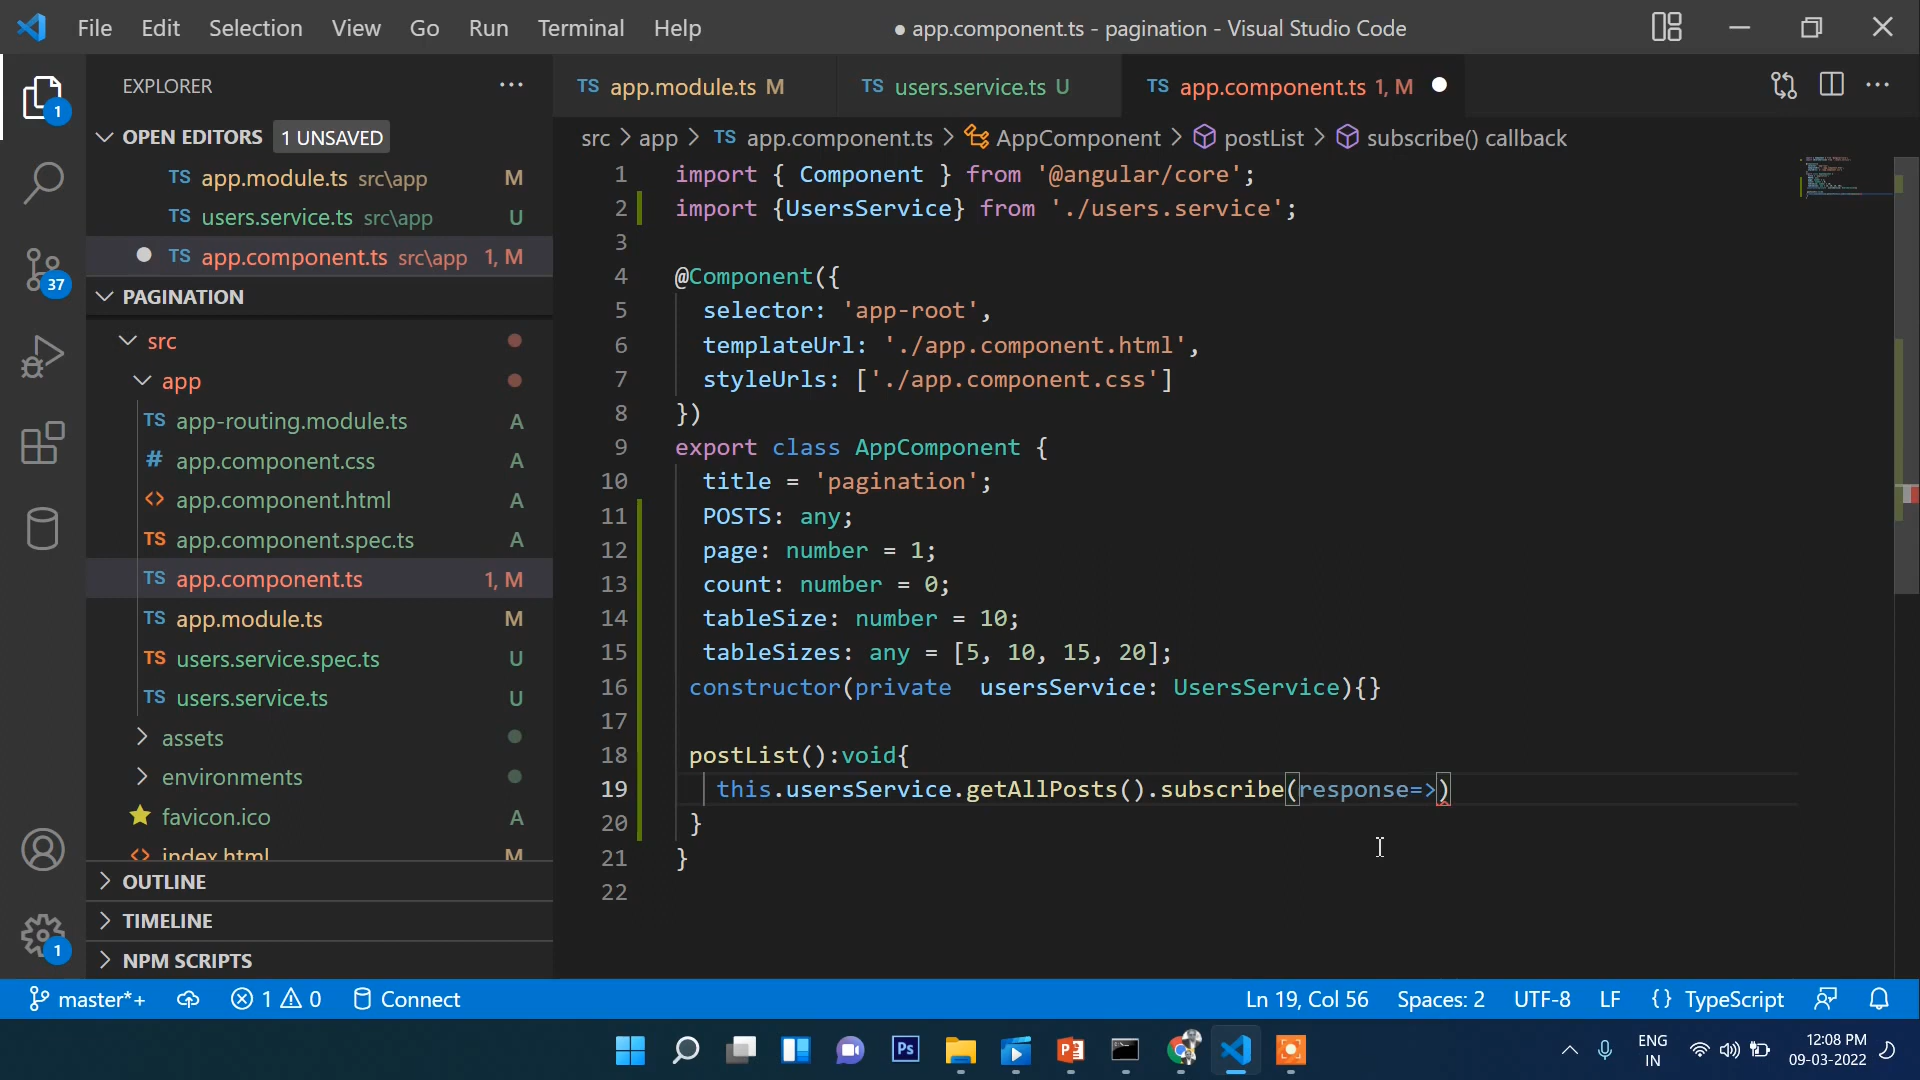 File Edit Selection View Go Run Terminal Help
● app.component.ts - pagination - Visual Studio Code
EXPLORER
OPEN EDITORS 1 UNSAVED
TS app.module.ts src\app M
TS users.service.ts src\app U
TS app.component.ts src\app 1, M
PAGINATION
src
app
TS app-routing.module.ts A
# app.component.css A
<> app.component.html A
TS app.component.spec.ts A
TS app.component.ts 1, M
TS app.module.ts M
TS users.service.spec.ts U
TS users.service.ts U
assets
environments
favicon.ico A
<> index.html M
OUTLINE
TIMELINE
NPM SCRIPTS
1
37
1
TS app.module.ts M
TS users.service.ts U
TS app.component.ts 1, M
src > app > TS app.component.ts > AppComponent > postList > subscribe() callback
1 import { Component } from '@angular/core';
2 import {UsersService} from './users.service';
3
4 @Component({
5 selector: 'app-root',
6 templateUrl: './app.component.html',
7 styleUrls: ['./app.component.css']
8 })
9 export class AppComponent {
10 title = 'pagination';
11 POSTS: any;
12 page: number = 1;
13 count: number = 0;
14 tableSize: number = 10;
15 tableSizes: any = [5, 10, 15, 20];
16 constructor(private  usersService: UsersService){}
17
18 postList():void{
19 this.usersService.getAllPosts().subscribe(response=>)
20 }
21 }
22
master*+ 1 0 Connect
Ln 19, Col 56 Spaces: 2 UTF-8 LF {} TypeScript
Ps
ENG
IN
12:08 PM
09-03-2022